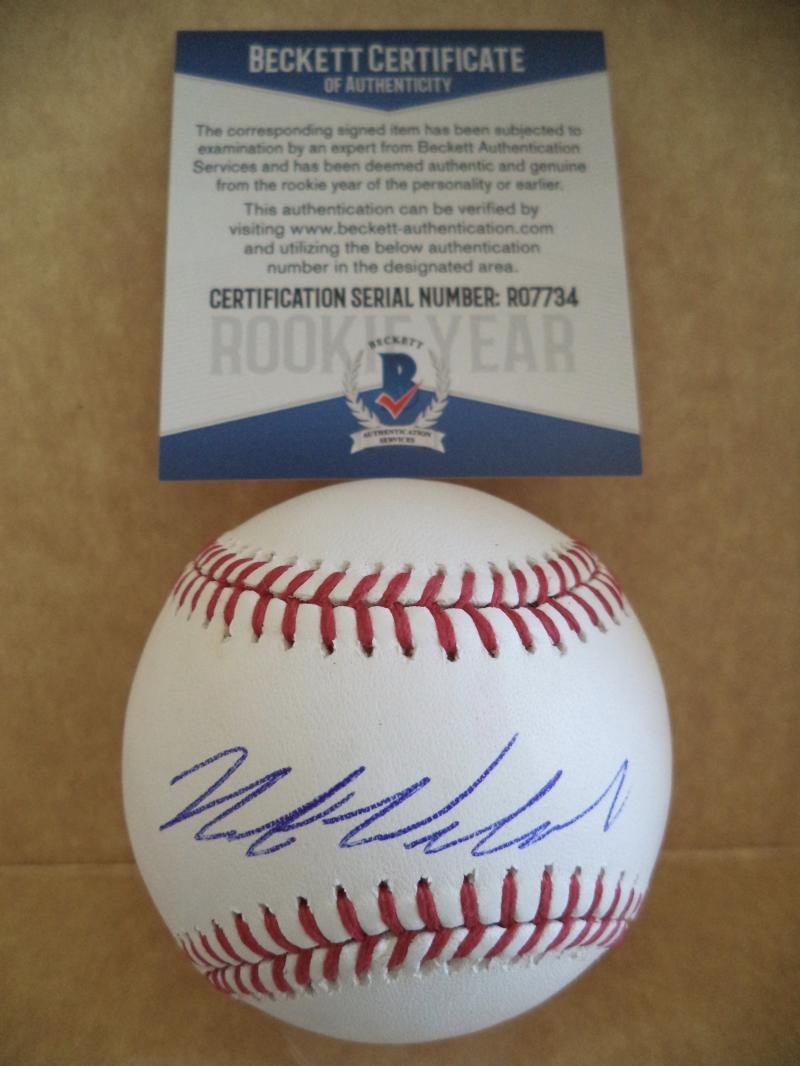 BECKETT CERTIFICATE
OF AUTHENTICITY
The corresponding signed item has been subjected to
examination by an expert from Beckett Authentication
Services and has been deemed authentic and genuine
from the rookie year of the personality or earlier.
This authentication can be verified by
visiting www.beckett-authentication.com
and utilizing the below authentication
number in the designated area.
CERTIFICATION SERIAL NUMBER: R07734
ROOKIE YEAR
BECKETT
B
AUTHENTICATION
SERVICES